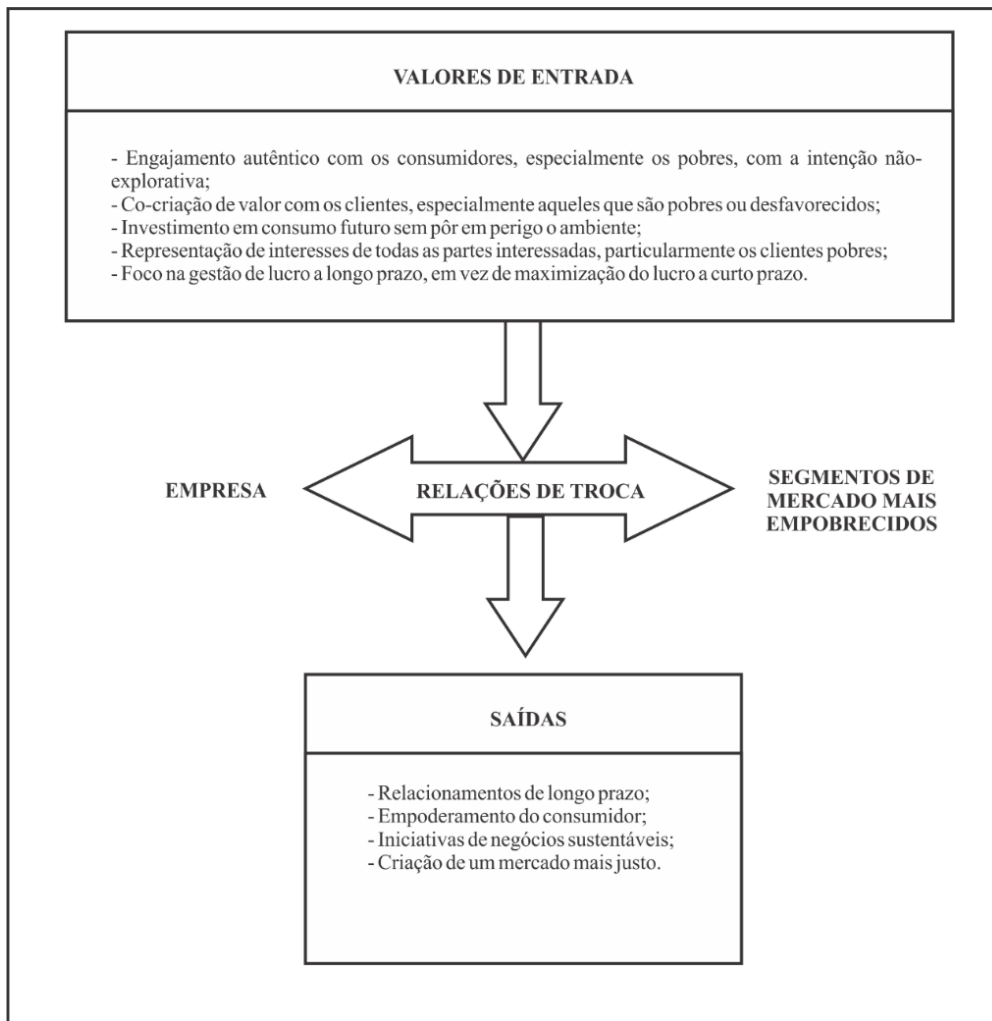 VALORES DE ENTRADA
- Engajamento autêntico com os consumidores, especialmente os pobres, com a intenção não-
explorativa;
- Co-criação de valor com os clientes, especialmente aqueles que são pobres ou desfavorecidos;
- Investimento em consumo futuro sem pôr em perigo o ambiente;
- Representação de interesses de todas as partes interessadas, particularmente os clientes pobres;
- Foco na gestão de lucro a longo prazo, em vez de maximização do lucro a curto prazo.
EMPRESA
RELAÇÕES DE TROCA
SEGMENTOS DE
MERCADO MAIS
EMPOBRECIDOS
SAÍDAS
- Relacionamentos de longo prazo;
- Empoderamento do consumidor;
- Iniciativas de negócios sustentáveis;
- Criação de um mercado mais justo.